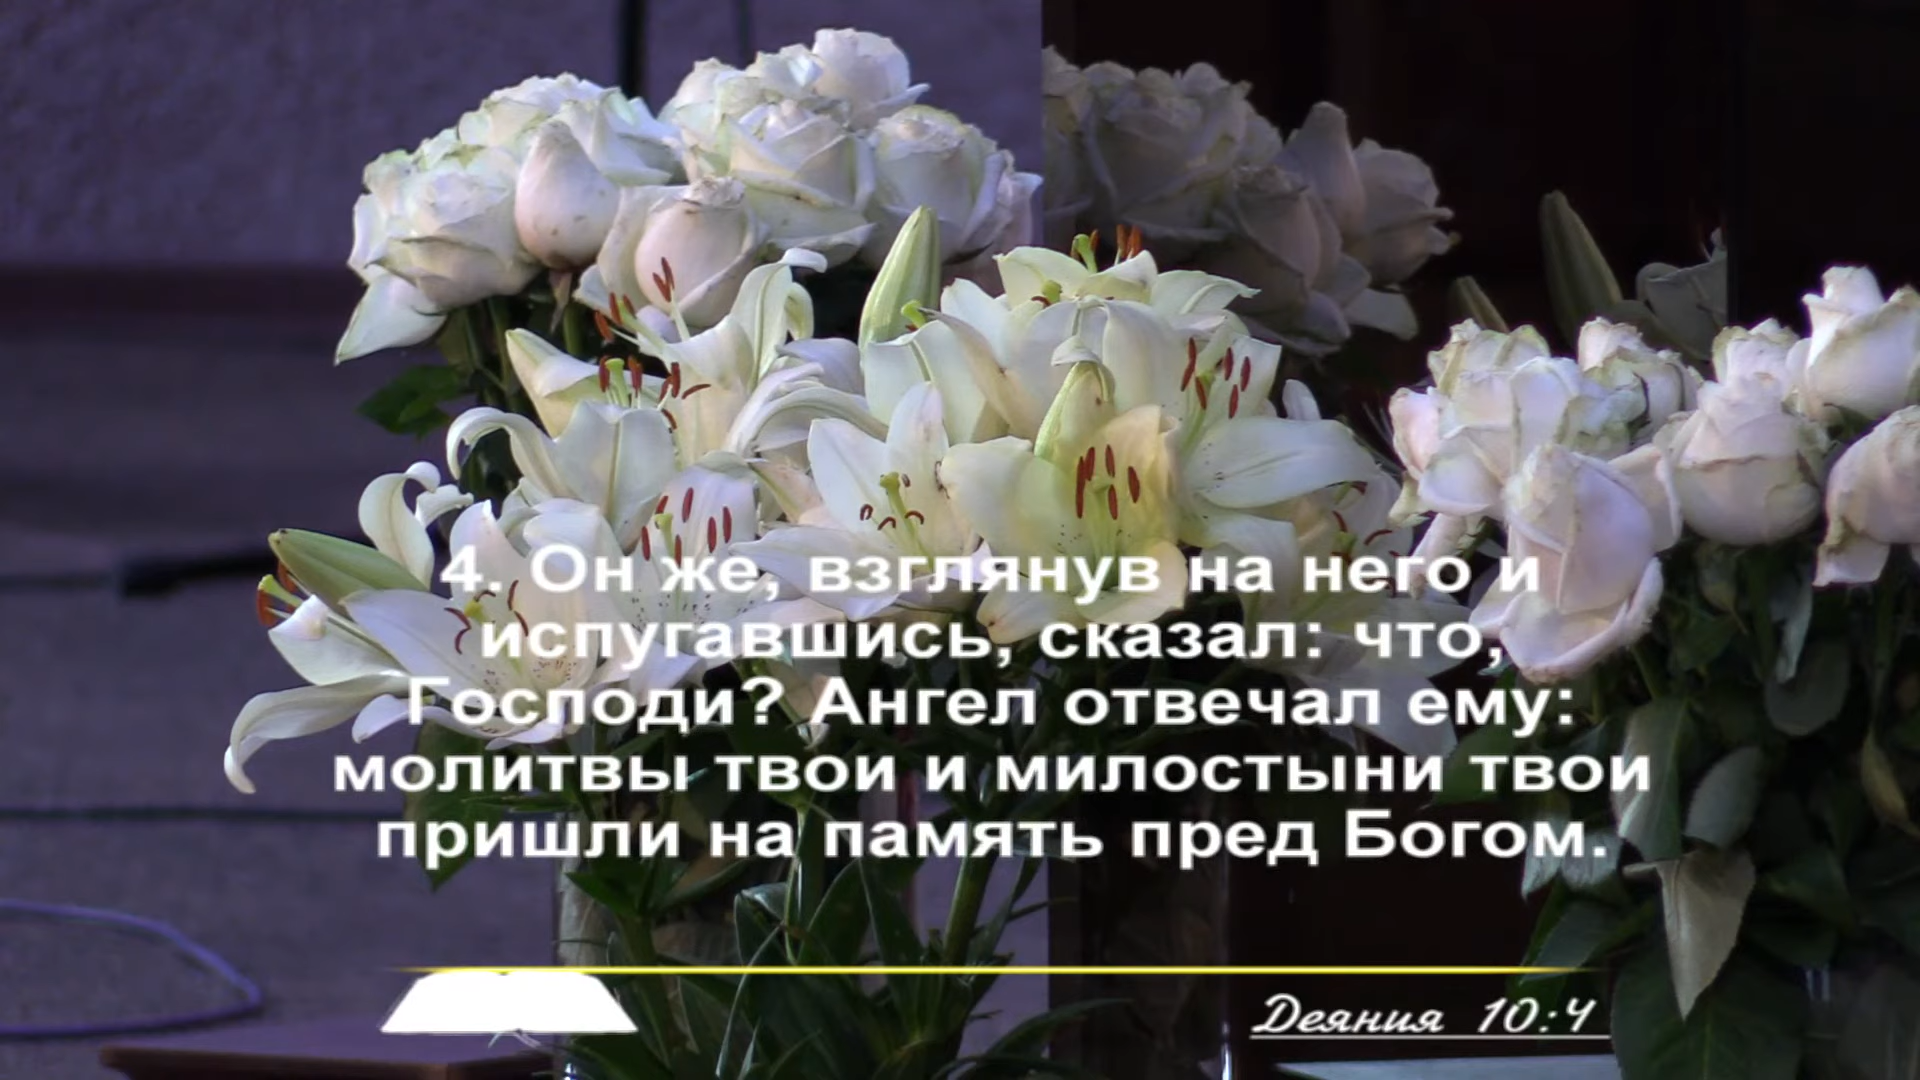 4. Он же, взглянув на него и
испугавшись, сказал: что,
Господи? Ангел отвечал ему:
молитвы твои и милостыни твои
пришли на память пред Богом.
Деяния 10:4